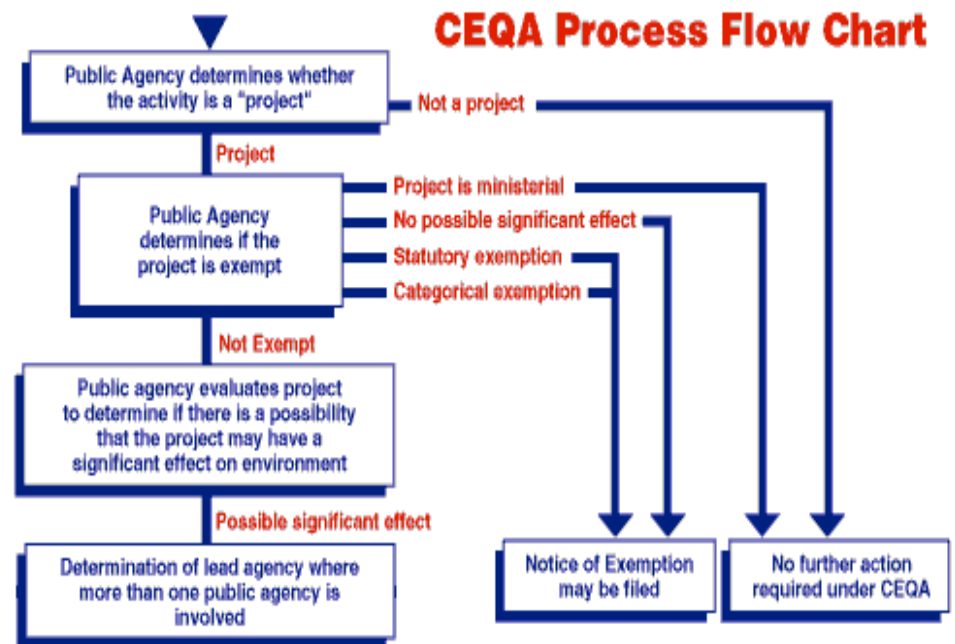 CEQA Process Flow Chart
Public Agency determines whether
the activity is a "project"
Not a project
Project
Public Agency
determines if the
project is exempt
Project is ministerial
No possible significant effect
Statutory exemption
Categorical exemption
Not Exempt
Public agency evaluates project
to determine if there is a possibility
that the project may have a
significant effect on environment
Possible significant effect
Determination of lead agency where
more than one public agency is
involved
Notice of Exemption
may be filed
No further action
required under CEQA